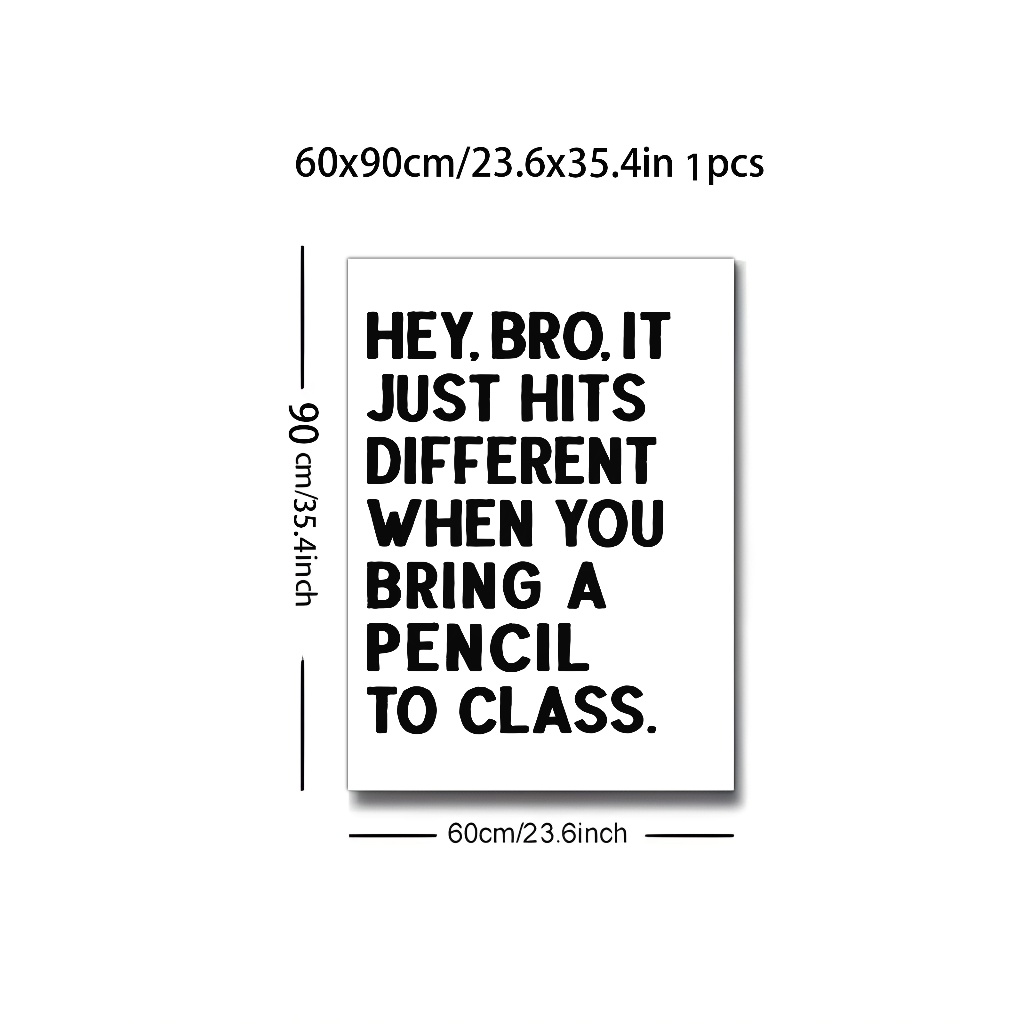 60x90cm/23.6x35.4in 1pcs
HEY, BRO, IT
JUST HITS
DIFFERENT
WHEN YOU
BRING A
PENCIL
TO CLASS.
90 cm/35.4inch
60cm/23.6inch